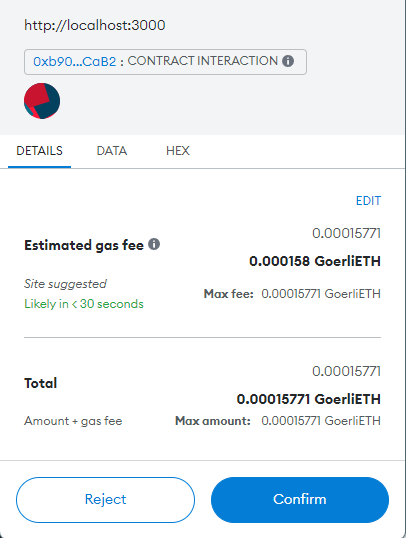 http://localhost:3000
0xb90...CaB2 : CONTRACT INTERACTION
DETAILS DATA HEX
EDIT
0.00015771
Estimated gas fee 0.000158 GoerliETH
Site suggested Max fee: 0.00015771 GoerliETH
Likely in < 30 seconds
0.00015771
Total 0.00015771 GoerliETH
Amount + gas fee Max amount: 0.00015771 GoerliETH
Reject Confirm